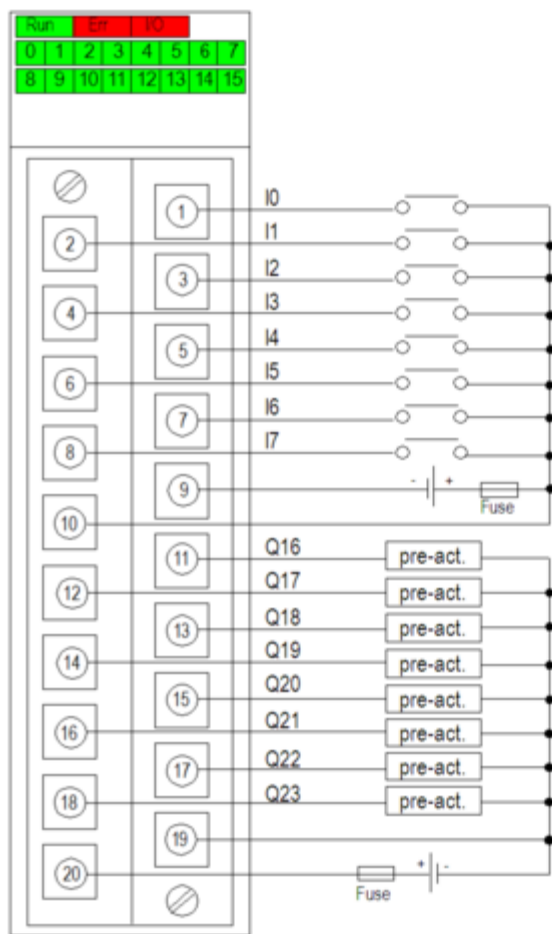 Run Err I/O
0 1 2 3 4 5 6 7
8 9 10 11 12 13 14 15
1 I0
2 I1
3 I2
4 I3
5 I4
6 I5
7 I6
8 I7
9 - +
Fuse
10
11 Q16 pre-act.
12 Q17 pre-act.
13 Q18 pre-act.
14 Q19 pre-act.
15 Q20 pre-act.
16 Q21 pre-act.
17 Q22 pre-act.
18 Q23 pre-act.
19
20 + -
Fuse